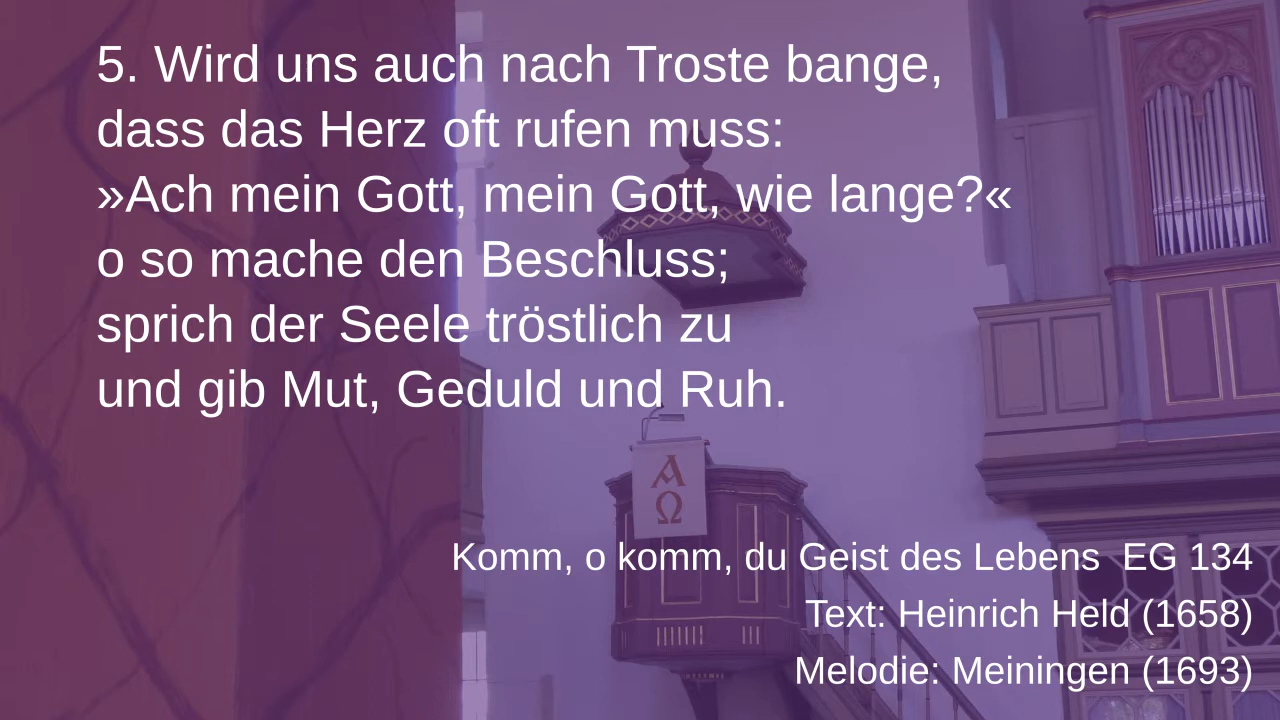 5. Wird uns auch nach Troste bange,
dass das Herz oft rufen muss:
»Ach mein Gott, mein Gott, wie lange?«
o so mache den Beschluss;
sprich der Seele tröstlich zu
und gib Mut, Geduld und Ruh.
Α
Ω
Komm, o komm, du Geist des Lebens  EG 134
Text: Heinrich Held (1658)
Melodie: Meiningen (1693)